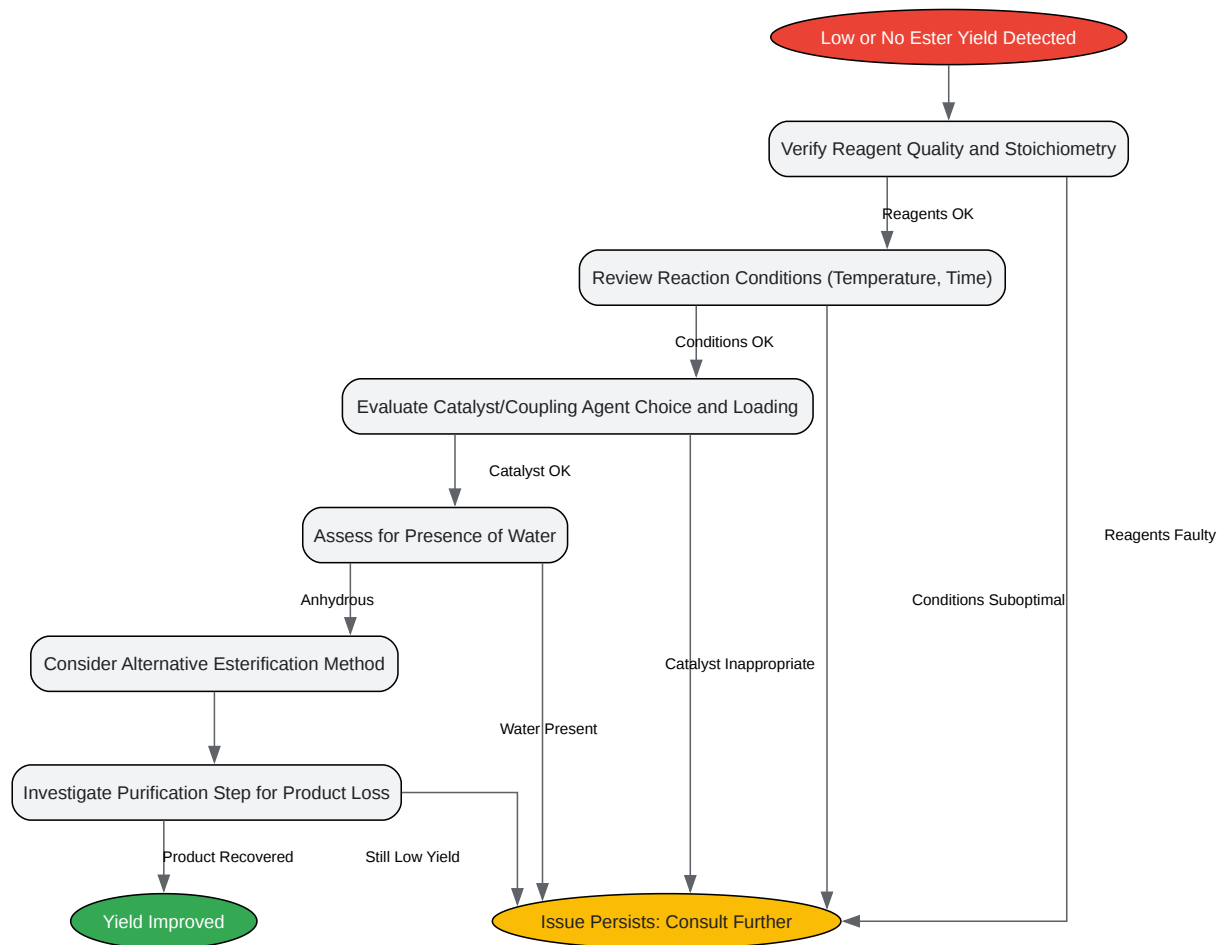 Low or No Ester Yield Detected
Verify Reagent Quality and Stoichiometry
Reagents OK
Review Reaction Conditions (Temperature, Time)
Conditions OK
Evaluate Catalyst/Coupling Agent Choice and Loading
Catalyst OK
Assess for Presence of Water
Reagents Faulty
Anhydrous
Conditions Suboptimal
Consider Alternative Esterification Method
Catalyst Inappropriate
Water Present
Investigate Purification Step for Product Loss
Product Recovered
Still Low Yield
Yield Improved
Issue Persists: Consult Further